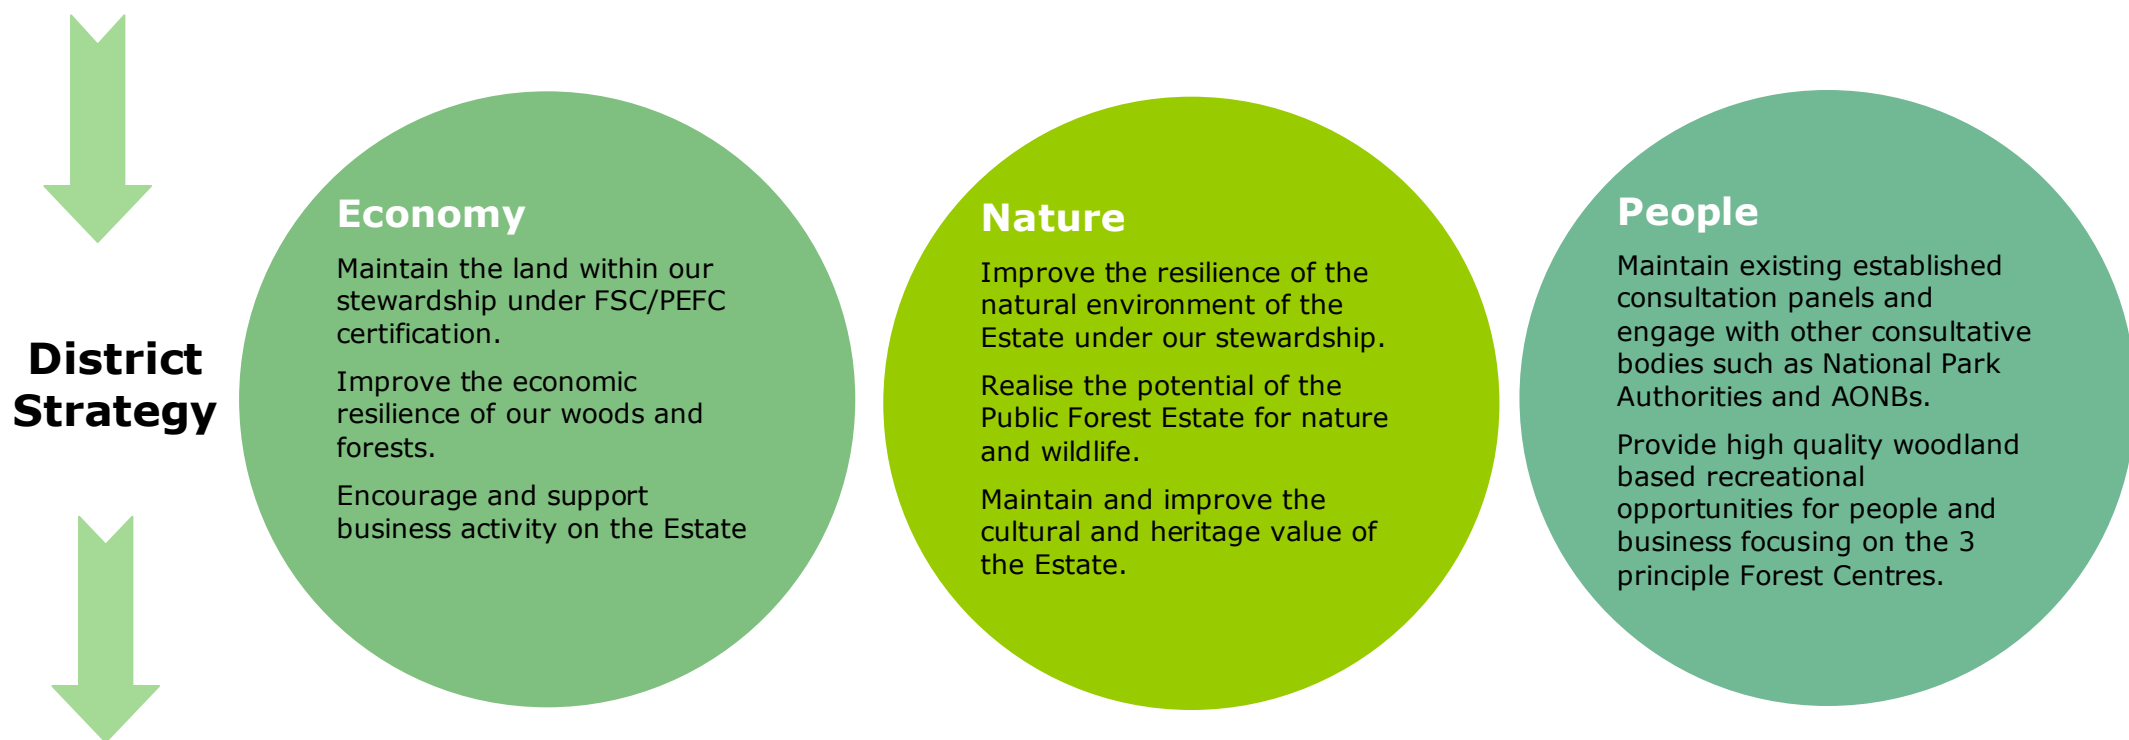 District
Strategy
Economy
Maintain the land within our
stewardship under FSC/PEFC
certification.
Improve the economic
resilience of our woods and
forests.
Encourage and support
business activity on the Estate
Nature
Improve the resilience of the
natural environment of the
Estate under our stewardship.
Realise the potential of the
Public Forest Estate for nature
and wildlife.
Maintain and improve the
cultural and heritage value of
the Estate.
People
Maintain existing established
consultation panels and
engage with other consultative
bodies such as National Park
Authorities and AONBs.
Provide high quality woodland
based recreational
opportunities for people and
business focusing on the 3
principle Forest Centres.